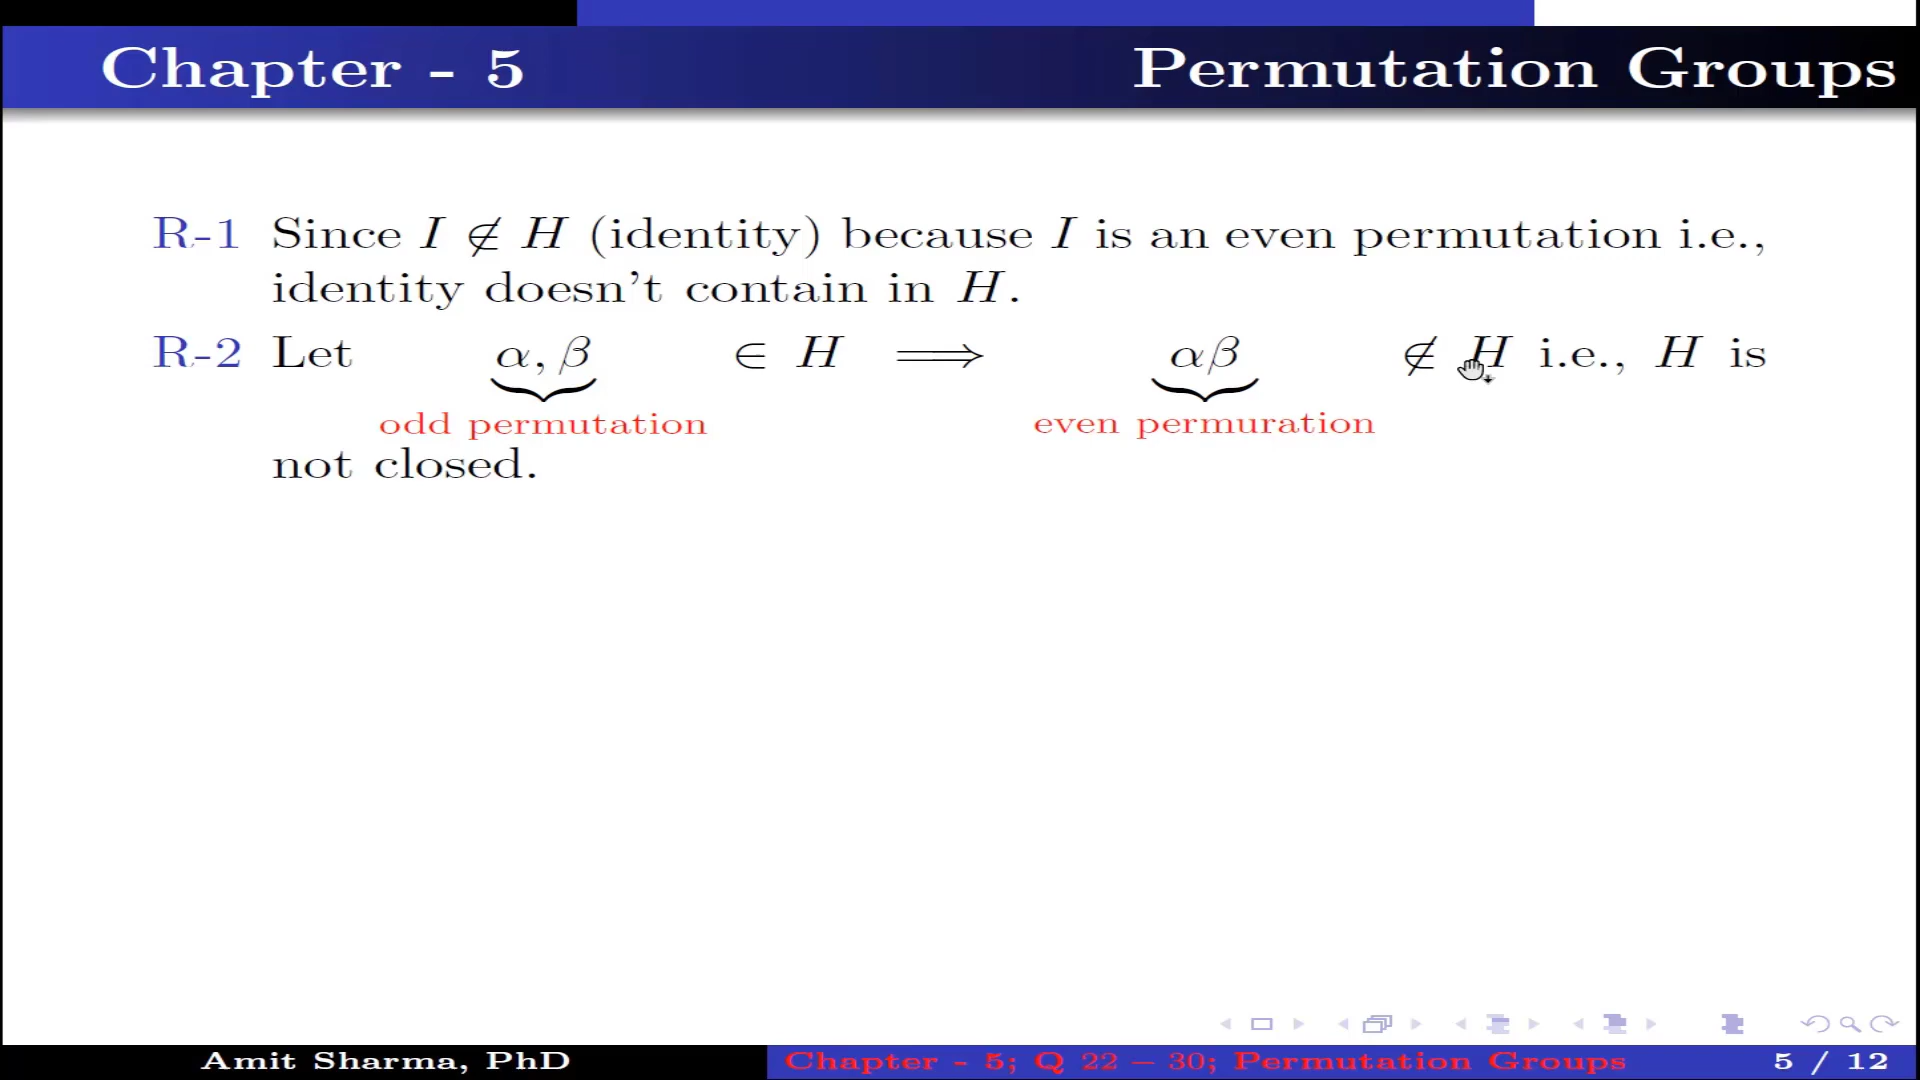 Chapter - 5 Permutation Groups
R-1 Since I ∉ H (identity) because I is an even permutation i.e.,
identity doesn't contain in H.
R-2 Let α, β ∈ H ⟹ αβ ∉ H i.e., H is
odd permutation even permuration
not closed.
Amit Sharma, PhD Chapter - 5; Q 22 – 30; Permutation Groups 5 / 12